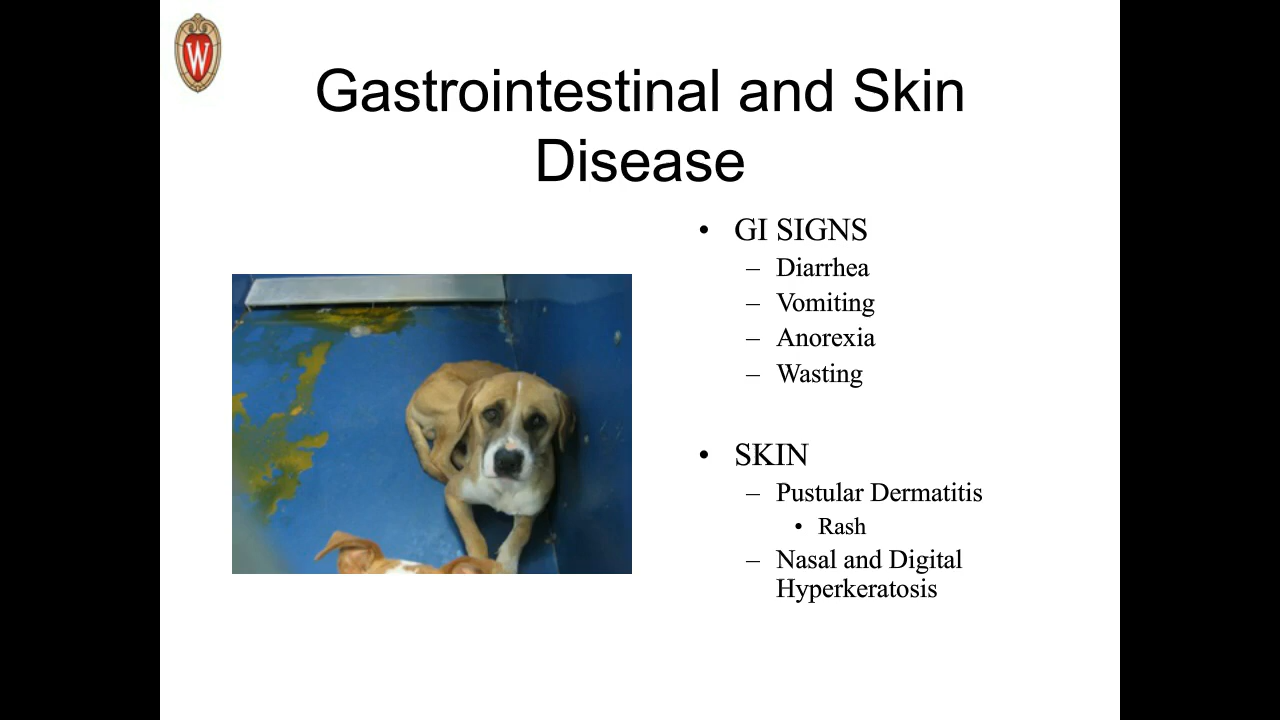 W
Gastrointestinal and Skin
Disease
• GI SIGNS
– Diarrhea
– Vomiting
– Anorexia
– Wasting
• SKIN
– Pustular Dermatitis
• Rash
– Nasal and Digital
Hyperkeratosis